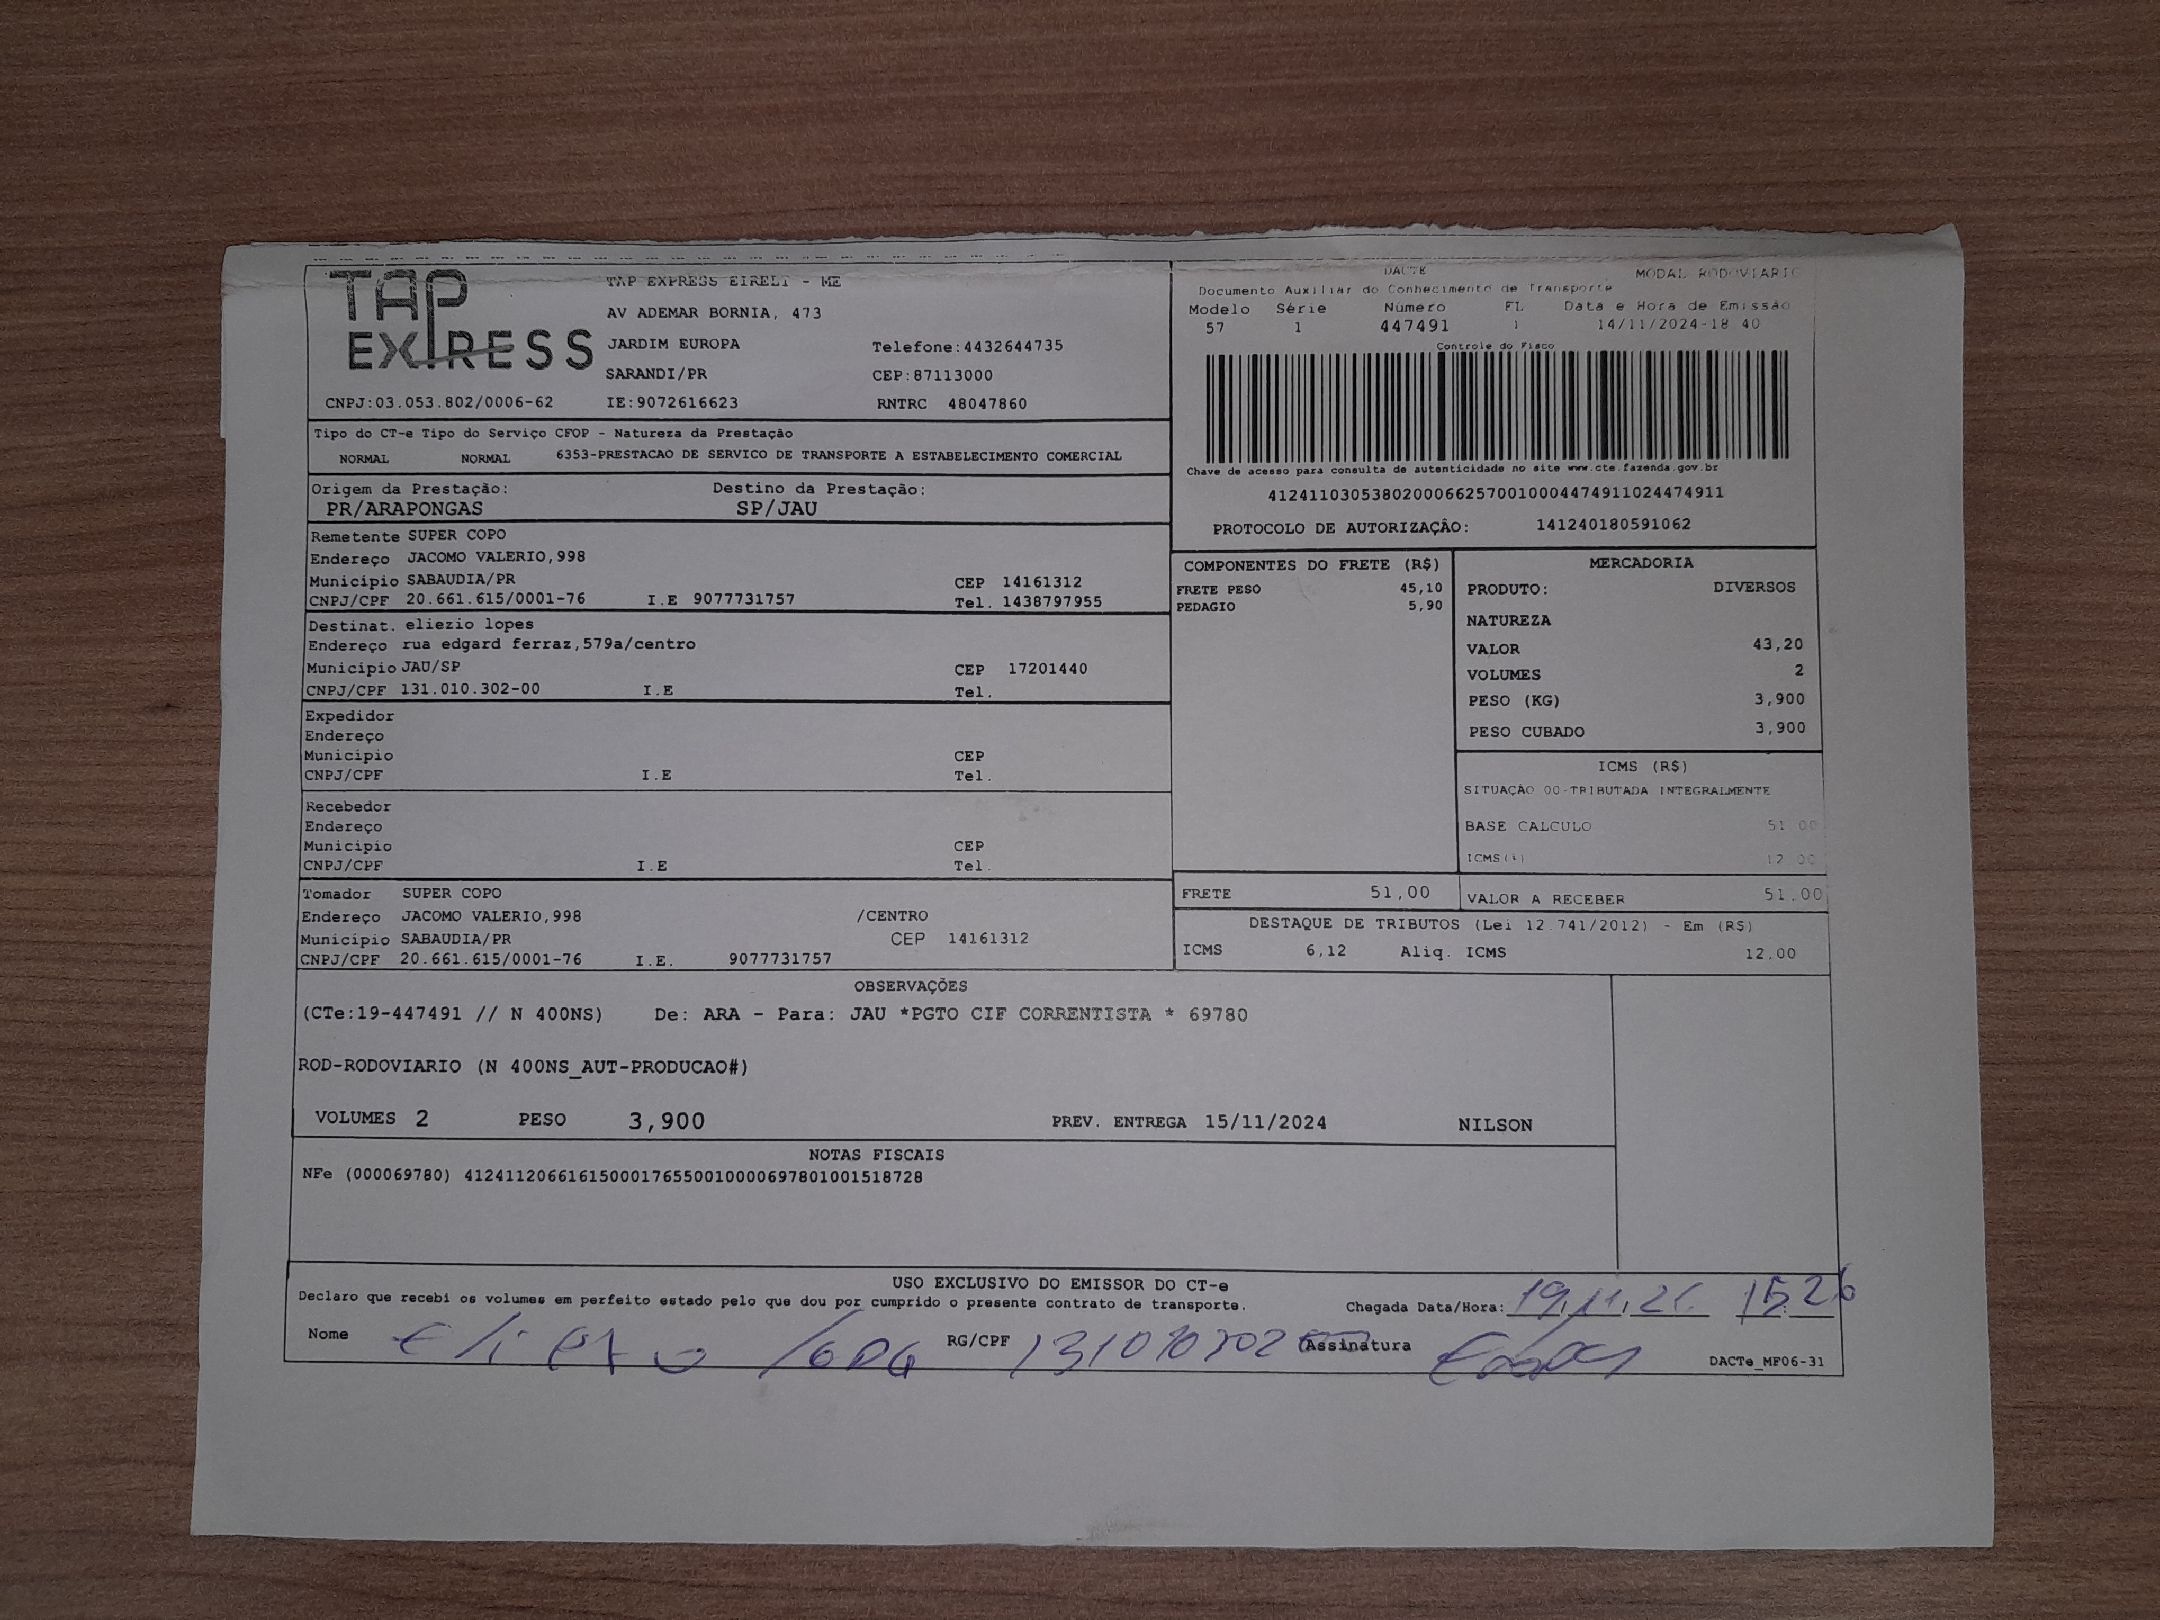 TAP EXPRESS
TAP EXPRESS EIRELI - ME
AV ADEMAR BORNIA, 473
JARDIM EUROPA Telefone:4432644735
SARANDI/PR CEP:87113000
CNPJ:03.053.802/0006-62 IE:9072616623 RNTRC 48047860
DACTE MODAL RODOVIARIO
Documento Auxiliar do Conhecimento de Transporte
Modelo Série Número FL Data e Hora de Emissão
57 1 447491 1 14/11/2024-18 40
Controle do Fisco
Chave de acesso para consulta de autenticidade no site www.cte.fazenda.gov.br
41241103053802000662570010004474911024474911
PROTOCOLO DE AUTORIZAÇÂO: 141240180591062
Tipo do CT-e Tipo do Serviço CFOP - Natureza da Prestação
NORMAL NORMAL 6353-PRESTACAO DE SERVICO DE TRANSPORTE A ESTABELECIMENTO COMERCIAL
Origem da Prestação: Destino da Prestação:
PR/ARAPONGAS SP/JAU
Remetente SUPER COPO
Endereço JACOMO VALERIO,998
Município SABAUDIA/PR CEP 14161312
CNPJ/CPF 20.661.615/0001-76 I.E 9077731757 Tel. 1438797955
Destinat. eliezio lopes
Endereço rua edgard ferraz,579a/centro
Município JAU/SP CEP 17201440
CNPJ/CPF 131.010.302-00 I.E Tel.
Expedidor
Endereço
Município CEP
CNPJ/CPF I.E Tel.
Recebedor
Endereço
Município CEP
CNPJ/CPF I.E Tel.
Tomador SUPER COPO
Endereço JACOMO VALERIO,998 /CENTRO
Município SABAUDIA/PR CEP 14161312
CNPJ/CPF 20.661.615/0001-76 I.E. 9077731757
COMPONENTES DO FRETE (R$)
FRETE PESO 45,10
PEDAGIO 5,90
MERCADORIA
PRODUTO: DIVERSOS
NATUREZA
VALOR 43,20
VOLUMES 2
PESO (KG) 3,900
PESO CUBADO 3,900
ICMS (R$)
SITUAÇÃO 00-TRIBUTADA INTEGRALMENTE
BASE CALCULO 51 00
ICMS(%) 12 00
FRETE 51,00 VALOR A RECEBER 51.00
DESTAQUE DE TRIBUTOS (Lei 12.741/2012) - Em (R$)
ICMS 6,12 Aliq. ICMS 12.00
OBSERVAÇÕES
(CTe:19-447491 // N 400NS) De: ARA - Para: JAU *PGTO CIF CORRENTISTA * 69780
ROD-RODOVIARIO (N 400NS_AUT-PRODUCAO#)
VOLUMES 2 PESO 3,900 PREV. ENTREGA 15/11/2024 NILSON
NOTAS FISCAIS
NFe (000069780) 41241120661615000176550010000697801001518728
USO EXCLUSIVO DO EMISSOR DO CT-e
Declaro que recebi os volumes em perfeito estado pelo que dou por cumprido o presente contrato de transporte. Chegada Data/Hora: 15:26
Nome RG/CPF 131010302 Assinatura
DACTe_MF06-31